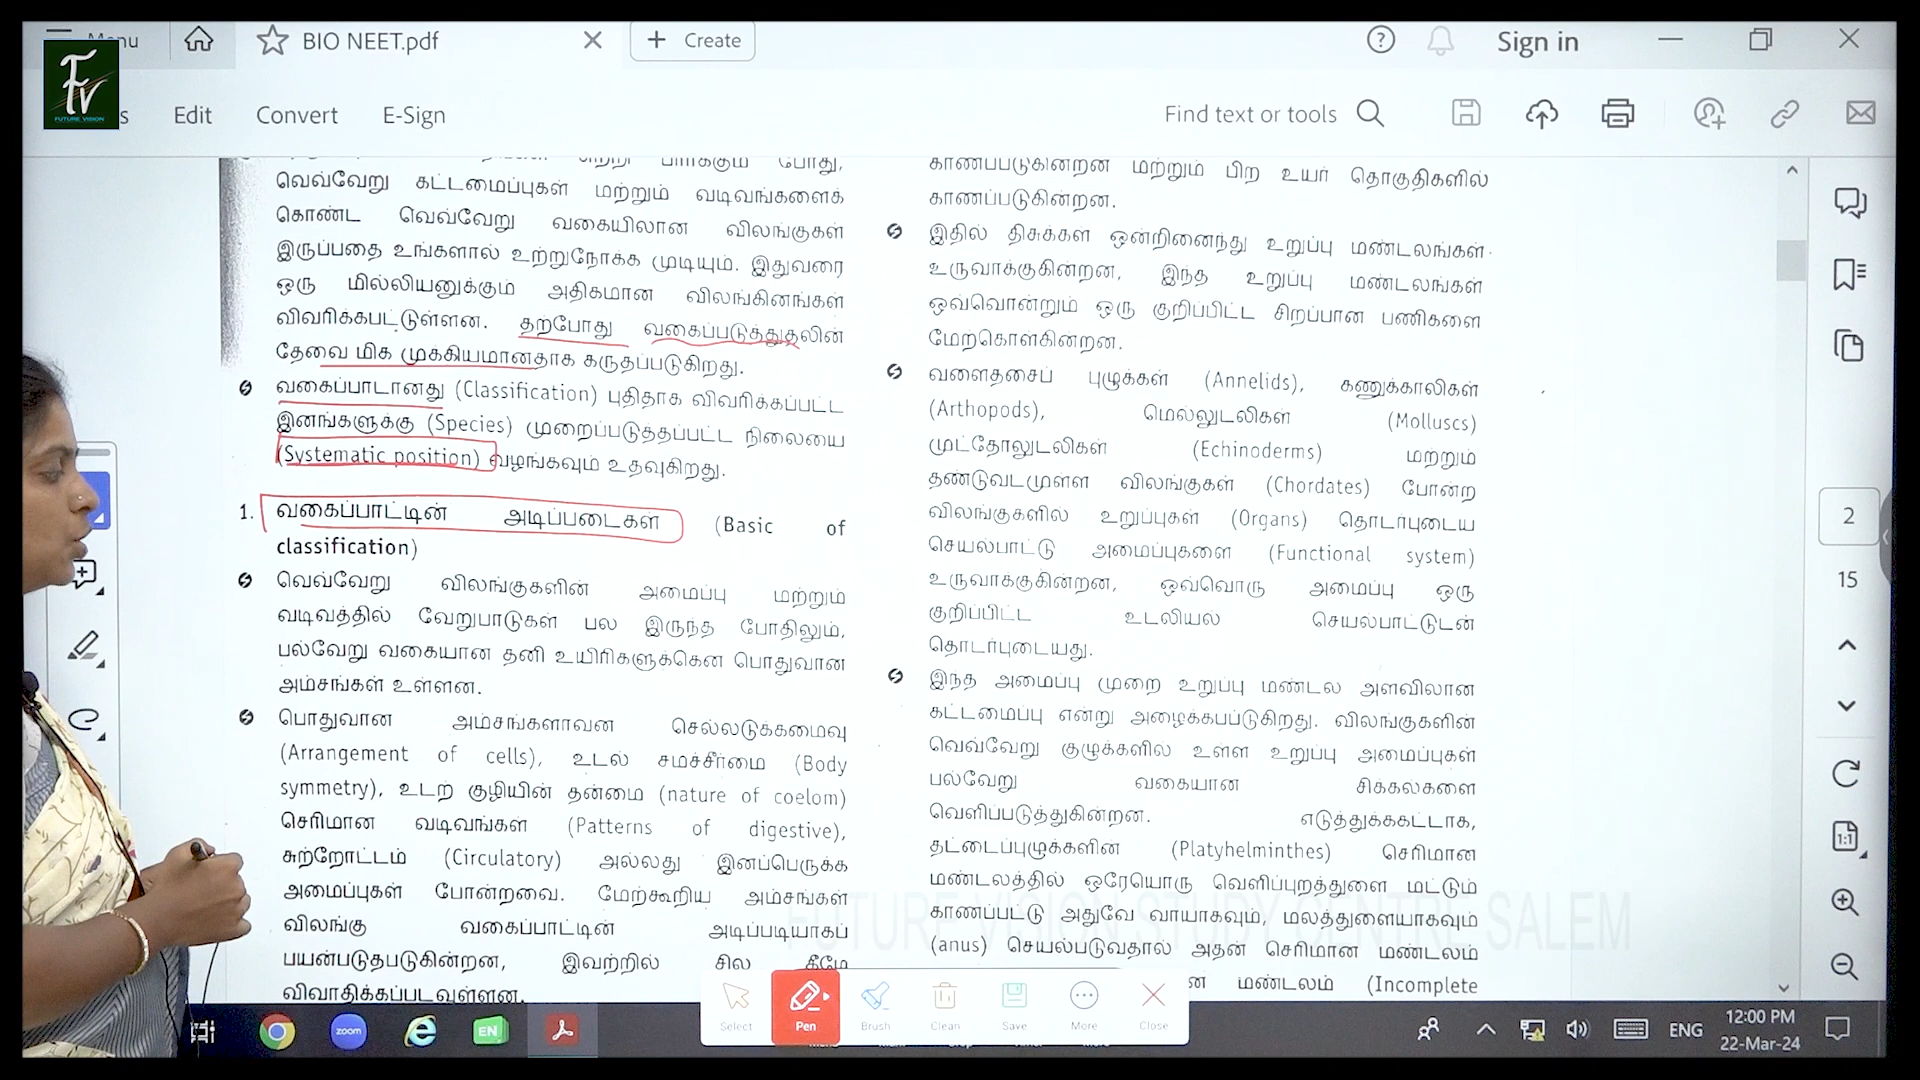 Menu
BIO NEET.pdf
Create
Sign in
FV
FUTURE VISION
Edit
Convert
E-Sign
Find text or tools
பார்க்கும் போது,
வெவ்வேறு கட்டமைப்புகள் மற்றும் வடிவங்களைக்
கொண்ட வெவ்வேறு வகையிலான விலங்குகள்
இருப்பதை உங்களால் உற்றுநோக்க முடியும். இதுவரை
ஒரு மில்லியனுக்கும் அதிகமான விலங்கினங்கள்
விவரிக்கபட்டுள்ளன. தற்போது வகைப்படுத்துதலின்
தேவை மிக முக்கியமானதாக கருதப்படுகிறது.
வகைப்பாடானது (Classification) புதிதாக விவரிக்கப்பட்ட
இனங்களுக்கு (Species) முறைப்படுத்தப்பட்ட நிலையை
(Systematic position) வழங்கவும் உதவுகிறது.
1. வகைப்பாட்டின் அடிப்படைகள் (Basic of
classification)
வெவ்வேறு விலங்குகளின் அமைப்பு மற்றும்
வடிவத்தில் வேறுபாடுகள் பல இருந்த போதிலும்,
பல்வேறு வகையான தனி உயிரிகளுக்கென பொதுவான
அம்சங்கள் உள்ளன.
பொதுவான அம்சங்களாவன செல்லடுக்கமைவு
(Arrangement of cells), உடல் சமச்சீர்மை (Body
symmetry), உடற் குழியின் தன்மை (nature of coelom)
செரிமான வடிவங்கள் (Patterns of digestive),
சுற்றோட்டம் (Circulatory) அல்லது இனப்பெருக்க
அமைப்புகள் போன்றவை. மேற்கூறிய அம்சங்கள்
விலங்கு வகைப்பாட்டின் அடிப்படியாகப்
பயன்படுதபடுகின்றன, இவற்றில் சில கீழே
விவாதிக்கப்படவுள்ளன.
காணப்படுகின்றன மற்றும் பிற உயர் தொகுதிகளில்
காணப்படுகின்றன.
இதில் திசுக்கள் ஒன்றினைந்து உறுப்பு மண்டலங்கள்
உருவாக்குகின்றன, இந்த உறுப்பு மண்டலங்கள்
ஒவ்வொன்றும் ஒரு குறிப்பிட்ட சிறப்பான பணிகளை
மேற்கொள்கின்றன.
வளைதசைப் புழுக்கள் (Annelids), கணுக்காலிகள்
(Arthopods), மெல்லுடலிகள் (Molluscs)
முட்தோலுடலிகள் (Echinoderms) மற்றும்
தண்டுவடமுள்ள விலங்குகள் (Chordates) போன்ற
விலங்குகளில் உறுப்புகள் (Organs) தொடர்புடைய
செயல்பாட்டு அமைப்புகளை (Functional system)
உருவாக்குகின்றன, ஒவ்வொரு அமைப்பு ஒரு
குறிப்பிட்ட உடலியல் செயல்பாட்டுடன்
தொடர்புடையது.
இந்த அமைப்பு முறை உறுப்பு மண்டல அளவிலான
கட்டமைப்பு என்று அழைக்கபப்டுகிறது. விலங்குகளின்
வெவ்வேறு குழுக்களில் உள்ள உறுப்பு அமைப்புகள்
பல்வேறு வகையான சிக்கல்களை
வெளிப்படுத்துகின்றன. எடுத்துக்கட்டாக,
தட்டைப்புழுக்களின் (Platyhelminthes) செரிமான
மண்டலத்தில் ஒரேயொரு வெளிப்புறத்துளை மட்டும்
காணப்பட்டு அதுவே வாயாகவும், மலத்துளையாகவும்
(anus) செயல்படுவதால் அதன் செரிமான மண்டலம்
மண்டலம் (Incomplete
FUTURE VISION STUDY CENTRE SALEM
2
15
1:1
Select
Pen
Brush
Clean
Save
More
Close
zoom
EN
ENG
12:00 PM
22-Mar-24